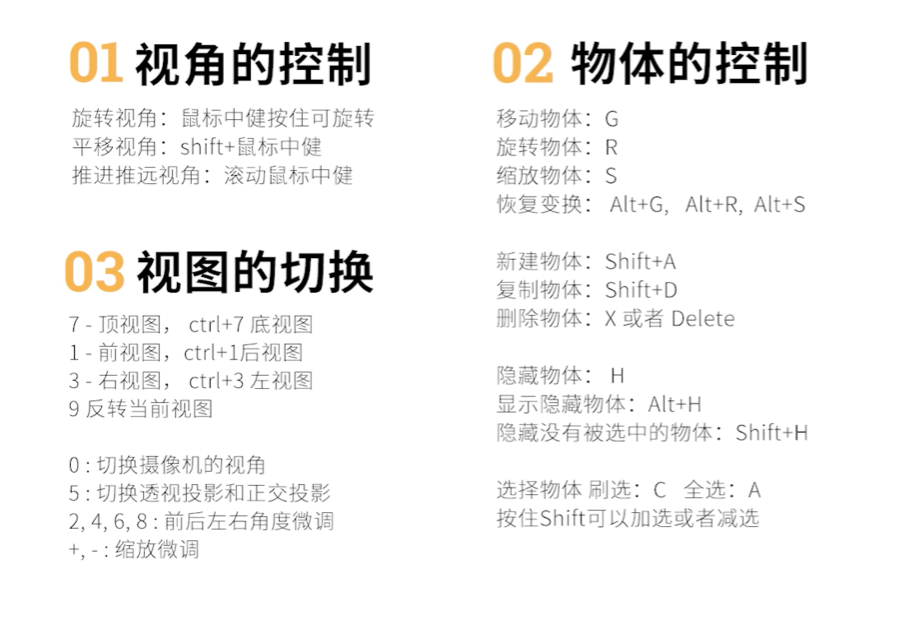 01 视角的控制
旋转视角：鼠标中健按住可旋转
平移视角：shift+鼠标中健
推进推远视角：滚动鼠标中健
03 视图的切换
7 - 顶视图， ctrl+7 底视图
1 - 前视图，ctrl+1后视图
3 - 右视图， ctrl+3 左视图
9 反转当前视图
0 : 切换摄像机的视角
5 : 切换透视投影和正交投影
2, 4, 6, 8 : 前后左右角度微调
+, - : 缩放微调
02 物体的控制
移动物体：G
旋转物体：R
缩放物体：S
恢复变换： Alt+G, Alt+R, Alt+S
新建物体：Shift+A
复制物体：Shift+D
删除物体：X 或者 Delete
隐藏物体： H
显示隐藏物体：Alt+H
隐藏没有被选中的物体：Shift+H
选择物体 刷选：C 全选：A
按住Shift可以加选或者减选